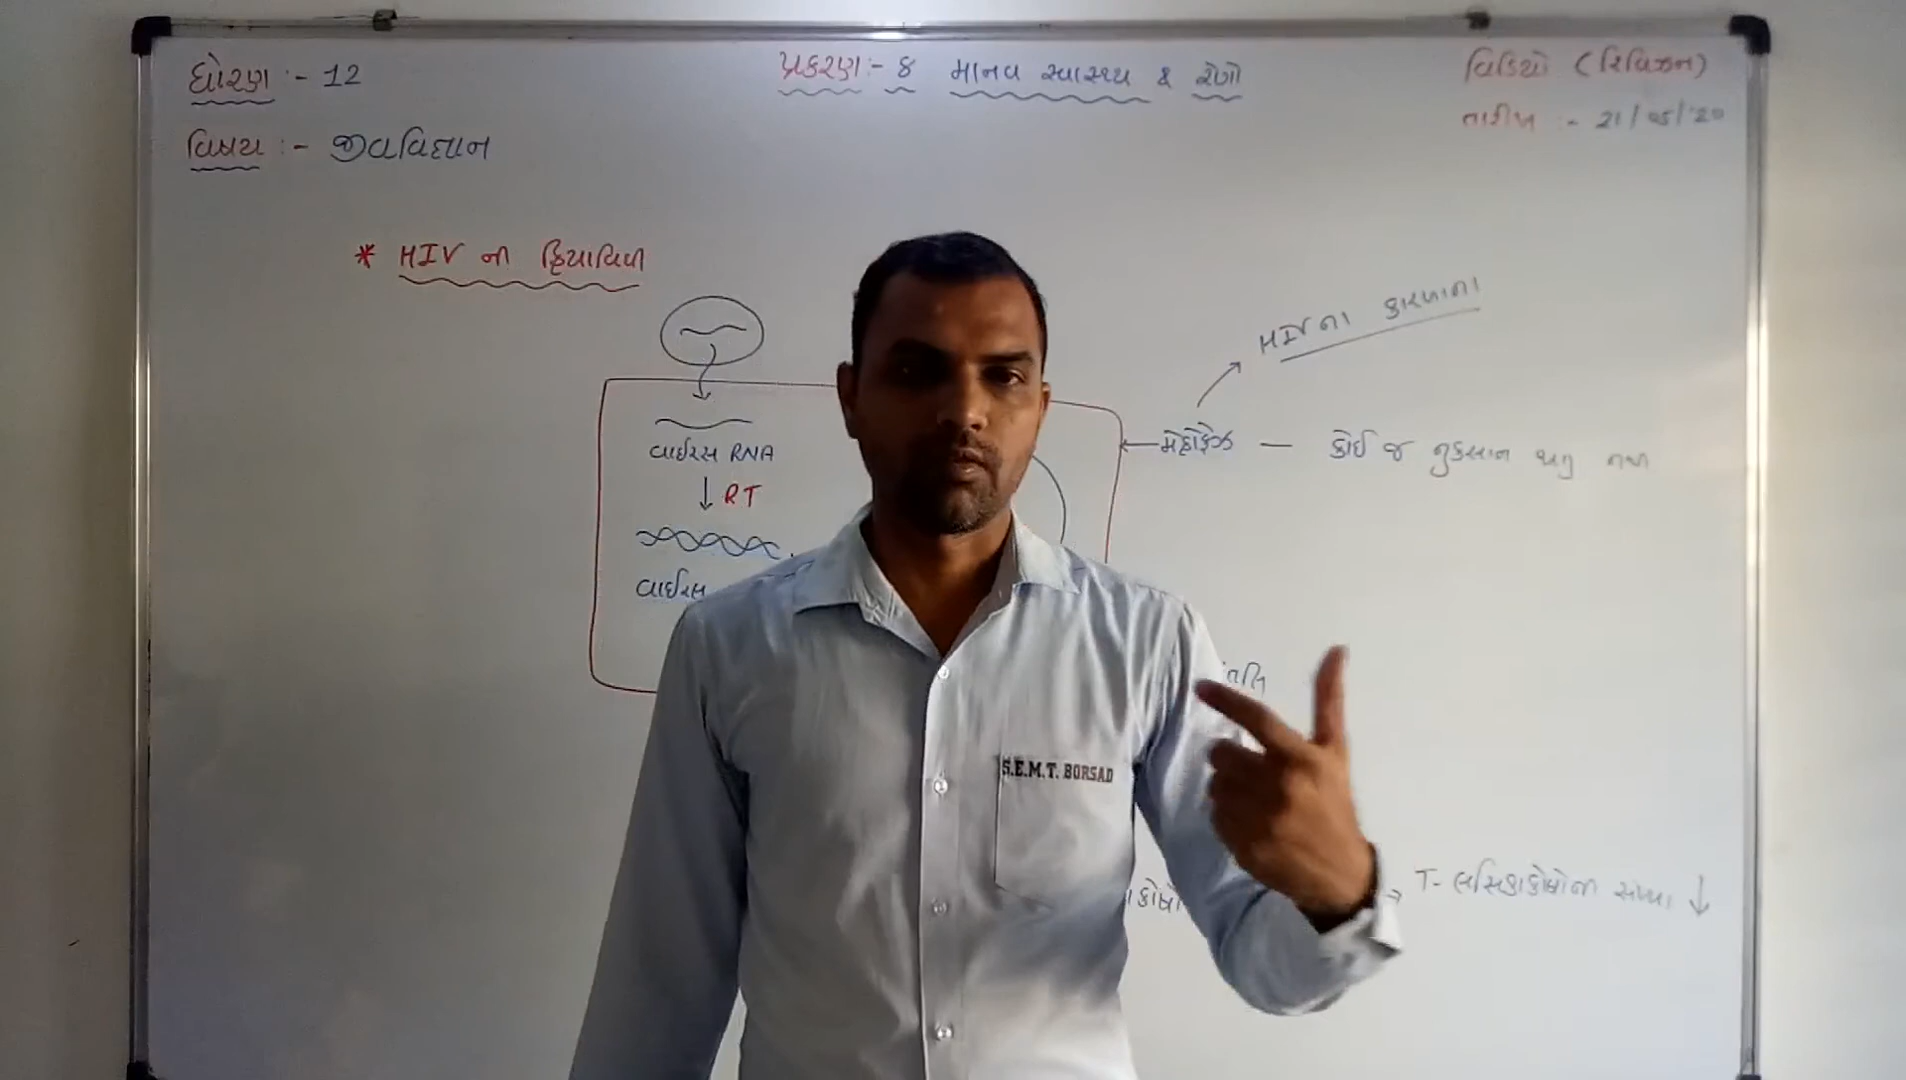 ધોરણ :- 12
પ્રકરણ:- 8 માનવ સ્વાસ્થ્ય & રોગો
વિડિયો (રિવિઝન)
તારીખ :- 21/05/'20
વિષય :- જીવવિજ્ઞાન
* HIV ની ક્રિયાવિધી
HIV ના કારખાના
વાઈરસ RNA
મેક્રોફેઝ — કોઈ જ નુકસાન થતુ નથી
RT
વાઈરસ
S.E.M.T. BORSAD
T- લસિકાકોષોની સંખ્યા ↓